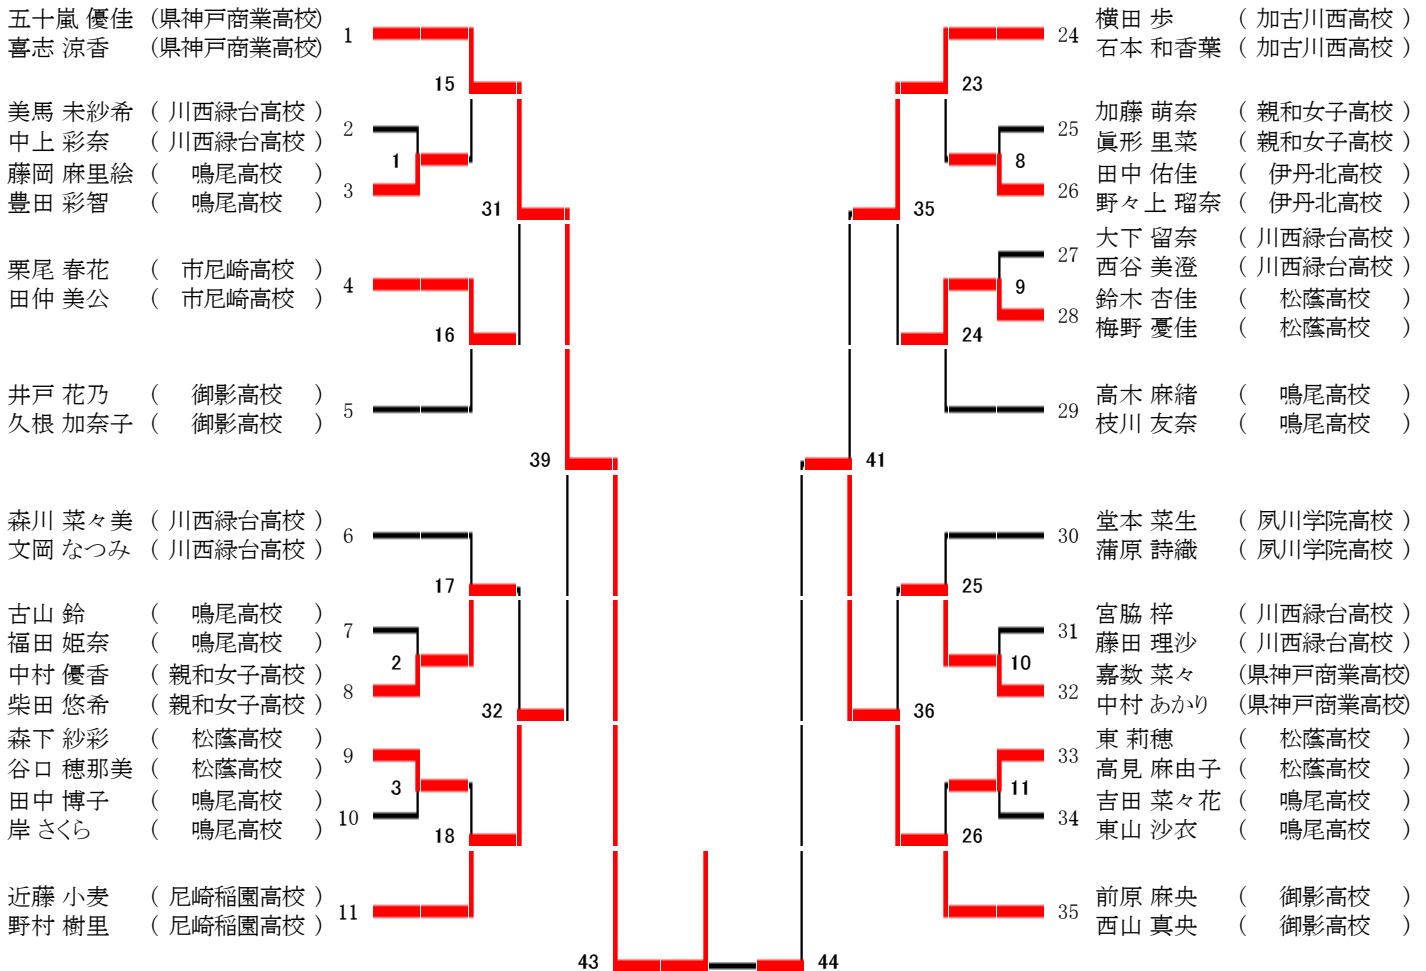 五十嵐 優佳 (県神戸商業高校)
喜志 涼香 (県神戸商業高校)
1
15
美馬 未紗希 ( 川西緑台高校 )
中上 彩奈 ( 川西緑台高校 )
2
1
藤岡 麻里絵 ( 鳴尾高校 )
豊田 彩智 ( 鳴尾高校 )
3
31
栗尾 春花 ( 市尼崎高校 )
田仲 美公 ( 市尼崎高校 )
4
16
井戸 花乃 ( 御影高校 )
久根 加奈子 ( 御影高校 )
5
39
森川 菜々美 ( 川西緑台高校 )
文岡 なつみ ( 川西緑台高校 )
6
17
古山 鈴 ( 鳴尾高校 )
福田 姫奈 ( 鳴尾高校 )
7
2
中村 優香 ( 親和女子高校 )
柴田 悠希 ( 親和女子高校 )
8
32
森下 紗彩 ( 松蔭高校 )
谷口 穂那美 ( 松蔭高校 )
9
3
田中 博子 ( 鳴尾高校 )
岸 さくら ( 鳴尾高校 )
10
18
近藤 小麦 ( 尼崎稲園高校 )
野村 樹里 ( 尼崎稲園高校 )
11
43
44
24
横田 歩 ( 加古川西高校 )
石本 和香葉 ( 加古川西高校 )
23
25
加藤 萌奈 ( 親和女子高校 )
眞形 里菜 ( 親和女子高校 )
8
26
田中 佑佳 ( 伊丹北高校 )
野々上 瑠奈 ( 伊丹北高校 )
35
27
大下 留奈 ( 川西緑台高校 )
西谷 美澄 ( 川西緑台高校 )
9
28
鈴木 杏佳 ( 松蔭高校 )
梅野 憂佳 ( 松蔭高校 )
24
29
高木 麻緒 ( 鳴尾高校 )
枝川 友奈 ( 鳴尾高校 )
41
30
堂本 菜生 ( 夙川学院高校 )
蒲原 詩織 ( 夙川学院高校 )
25
31
宮脇 梓 ( 川西緑台高校 )
藤田 理沙 ( 川西緑台高校 )
10
32
嘉数 菜々 (県神戸商業高校)
中村 あかり (県神戸商業高校)
36
33
東 莉穂 ( 松蔭高校 )
高見 麻由子 ( 松蔭高校 )
11
34
吉田 菜々花 ( 鳴尾高校 )
東山 沙衣 ( 鳴尾高校 )
26
35
前原 麻央 ( 御影高校 )
西山 真央 ( 御影高校 )